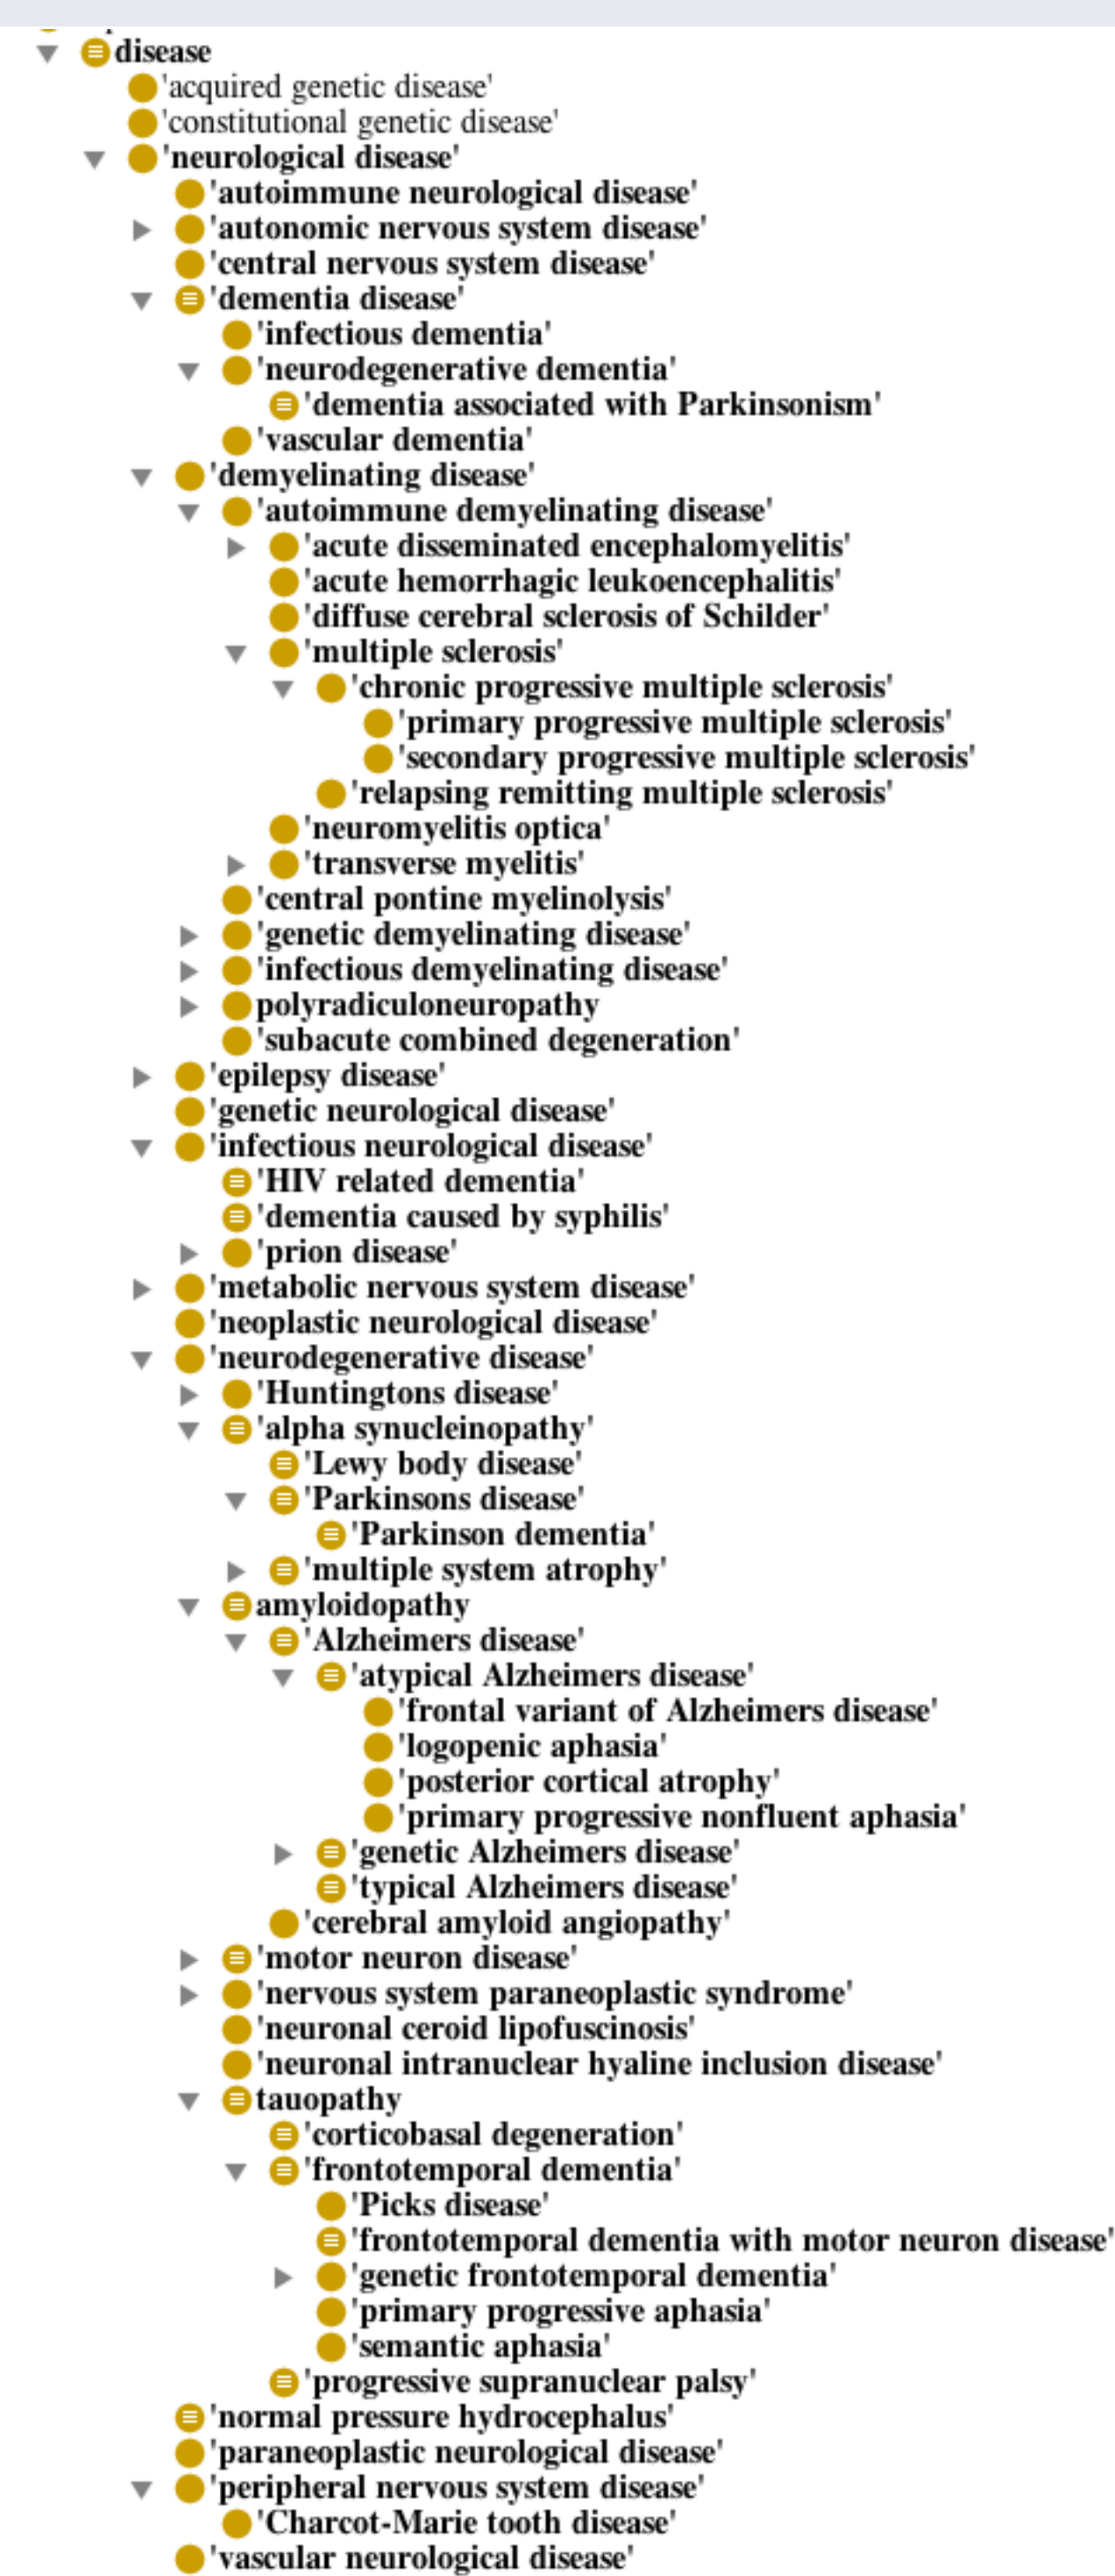 disease
'acquired genetic disease'
'constitutional genetic disease'
'neurological disease'
'autoimmune neurological disease'
'autonomic nervous system disease'
'central nervous system disease'
'dementia disease'
'infectious dementia'
'neurodegenerative dementia'
'dementia associated with Parkinsonism'
'vascular dementia'
'demyelinating disease'
'autoimmune demyelinating disease'
'acute disseminated encephalomyelitis'
'acute hemorrhagic leukoencephalitis'
'diffuse cerebral sclerosis of Schilder'
'multiple sclerosis'
'chronic progressive multiple sclerosis'
'primary progressive multiple sclerosis'
'secondary progressive multiple sclerosis'
'relapsing remitting multiple sclerosis'
'neuromyelitis optica'
'transverse myelitis'
'central pontine myelinolysis'
'genetic demyelinating disease'
'infectious demyelinating disease'
polyradiculoneuropathy
'subacute combined degeneration'
'epilepsy disease'
'genetic neurological disease'
'infectious neurological disease'
'HIV related dementia'
'dementia caused by syphilis'
'prion disease'
'metabolic nervous system disease'
'neoplastic neurological disease'
'neurodegenerative disease'
'Huntingtons disease'
'alpha synucleinopathy'
'Lewy body disease'
'Parkinsons disease'
'Parkinson dementia'
'multiple system atrophy'
amyloidopathy
'Alzheimers disease'
'atypical Alzheimers disease'
'frontal variant of Alzheimers disease'
'logopenic aphasia'
'posterior cortical atrophy'
'primary progressive nonfluent aphasia'
'genetic Alzheimers disease'
'typical Alzheimers disease'
'cerebral amyloid angiopathy'
'motor neuron disease'
'nervous system paraneoplastic syndrome'
'neuronal ceroid lipofuscinosis'
'neuronal intranuclear hyaline inclusion disease'
tauopathy
'corticobasal degeneration'
'frontotemporal dementia'
'Picks disease'
'frontotemporal dementia with motor neuron disease'
'genetic frontotemporal dementia'
'primary progressive aphasia'
'semantic aphasia'
'progressive supranuclear palsy'
'normal pressure hydrocephalus'
'paraneoplastic neurological disease'
'peripheral nervous system disease'
'Charcot-Marie tooth disease'
'vascular neurological disease'